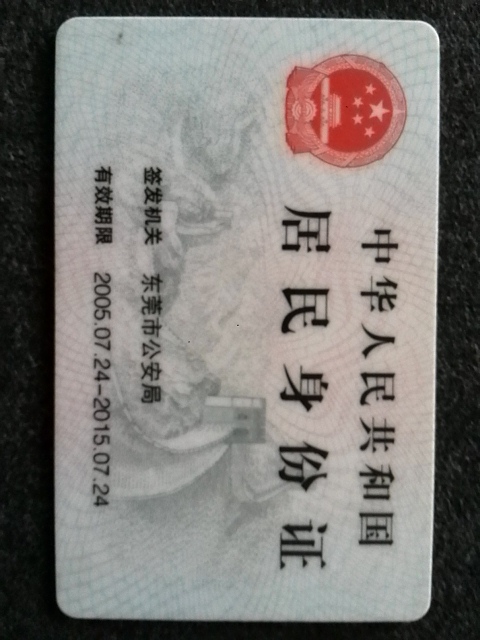 中华人民共和国
居民身份证
签发机关 东莞市公安局
有效期限 2005.07.24-2015.07.24